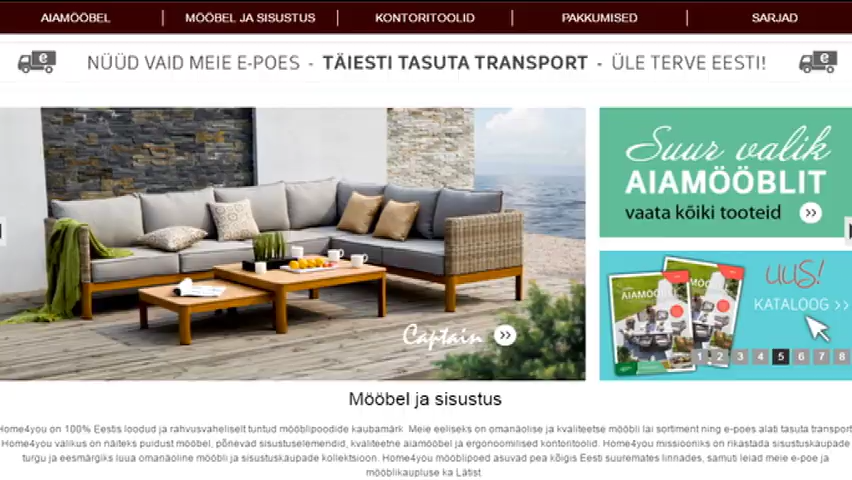 AIAMÖÖBEL
MÖÖBEL JA SISUSTUS
KONTORITOOLID
PAKKUMISED
SARJAD
e
NÜÜD VAID MEIE E-POES - TÄIESTI TASUTA TRANSPORT - ÜLE TERVE EESTI!
e
Suur valik
AIAMÖÖBLIT
vaata kõiki tooteid »
Captain »
UUS!
KATALOOG >>
AIAMÖÖBEL
1 2 3 4 5 6 7 8
Mööbel ja sisustus
Home4you on 100% Eestis loodud ja rahvusvaheliselt tuntud mööblipoodide kaubamärk. Meie eeliseks on omanäolise ja kvaliteetse mööbli lai sortiment ning e-poes alati tasuta transport.
Home4you valikus on näiteks puidust mööbel, põnevad sisustuselemendid, kvaliteetne aiamööbel ja ergonoomilised kontoritoolid. Home4you missiooniks on rikastada sisustuskaupade
turgu ja eesmärgiks luua omanäoline mööbli ja sisustuskaupade kollektsioon. Home4you mööblipoed asuvad pea kõigis Eesti suuremates linnades, samuti leiad meie e-poe ja
mööblikaupluse ka Lätist.